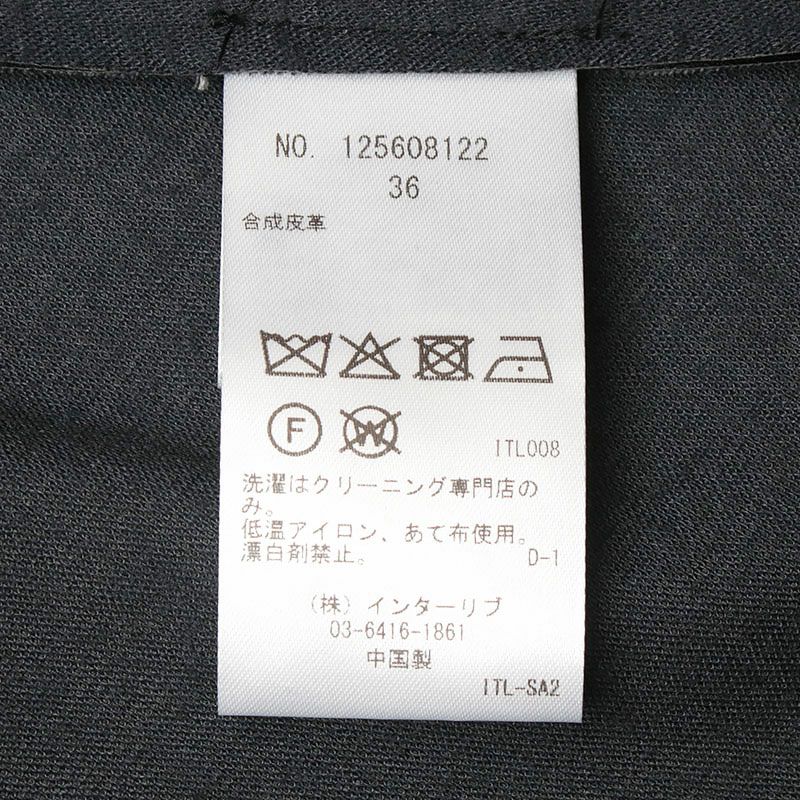 NO. 125608122
36
合成皮革
F
W
ITL008
洗濯はクリーニング専門店の
み。
低温アイロン、あて布使用。
漂白剤禁止。
D-1
(株)インターリブ
03-6416-1861
中国製
ITL-SA2